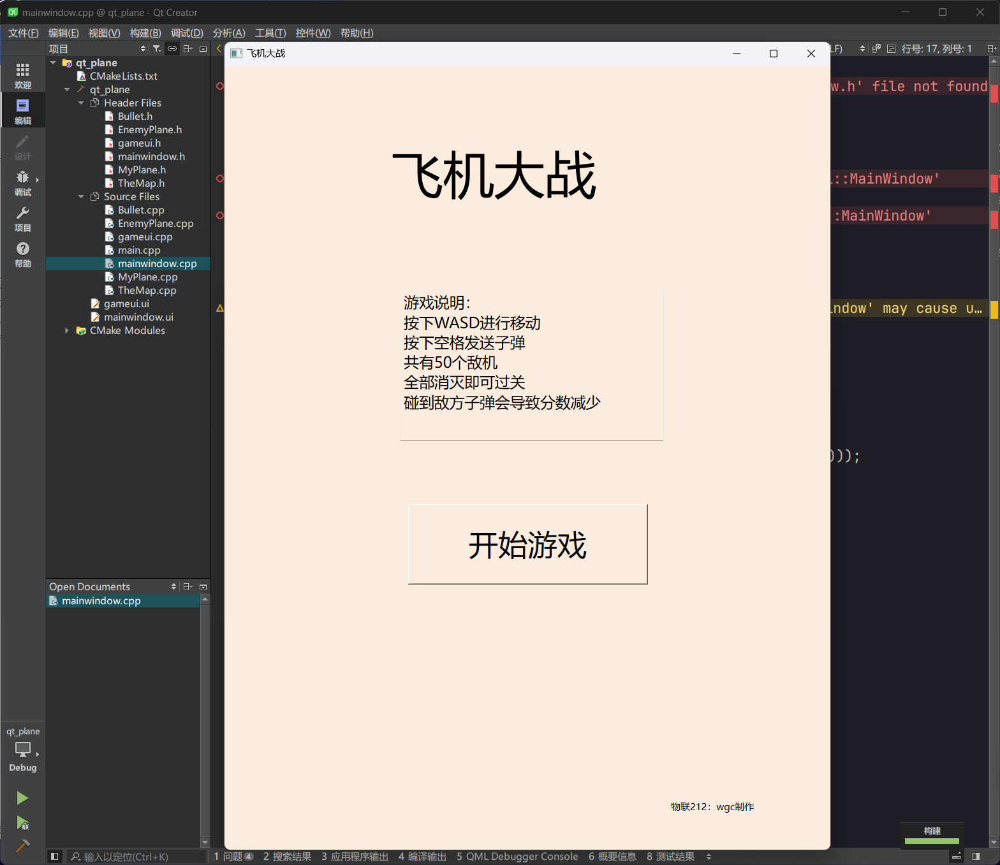 mainwindow.cpp @ qt_plane - Qt Creator
文件(F) 编辑(E) 视图(V) 构建(B) 调试(D) 分析(A) 工具(T) 控件(W) 帮助(H)
项目
LF)
行号: 17, 列号: 1
欢迎
编辑
设计
调试
项目
帮助
qt_plane
CMakeLists.txt
qt_plane
Header Files
Bullet.h
EnemyPlane.h
gameui.h
mainwindow.h
MyPlane.h
TheMap.h
Source Files
Bullet.cpp
EnemyPlane.cpp
gameui.cpp
main.cpp
mainwindow.cpp
MyPlane.cpp
TheMap.cpp
gameui.ui
mainwindow.ui
CMake Modules
Open Documents
mainwindow.cpp
qt_plane
Debug
飞机大战
飞机大战
游戏说明：
按下WASD进行移动
按下空格发送子弹
共有50个敌机
全部消灭即可过关
碰到敌方子弹会导致分数减少
开始游戏
物联212：wgc制作
w.h' file not found
::MainWindow'
:MainWindow'
indow' may cause u…
)));
构建
输入以定位(Ctrl+K)
1 问题 4 2 搜索结果 3 应用程序输出 4 编译输出 5 QML Debugger Console 6 概要信息 8 测试结果